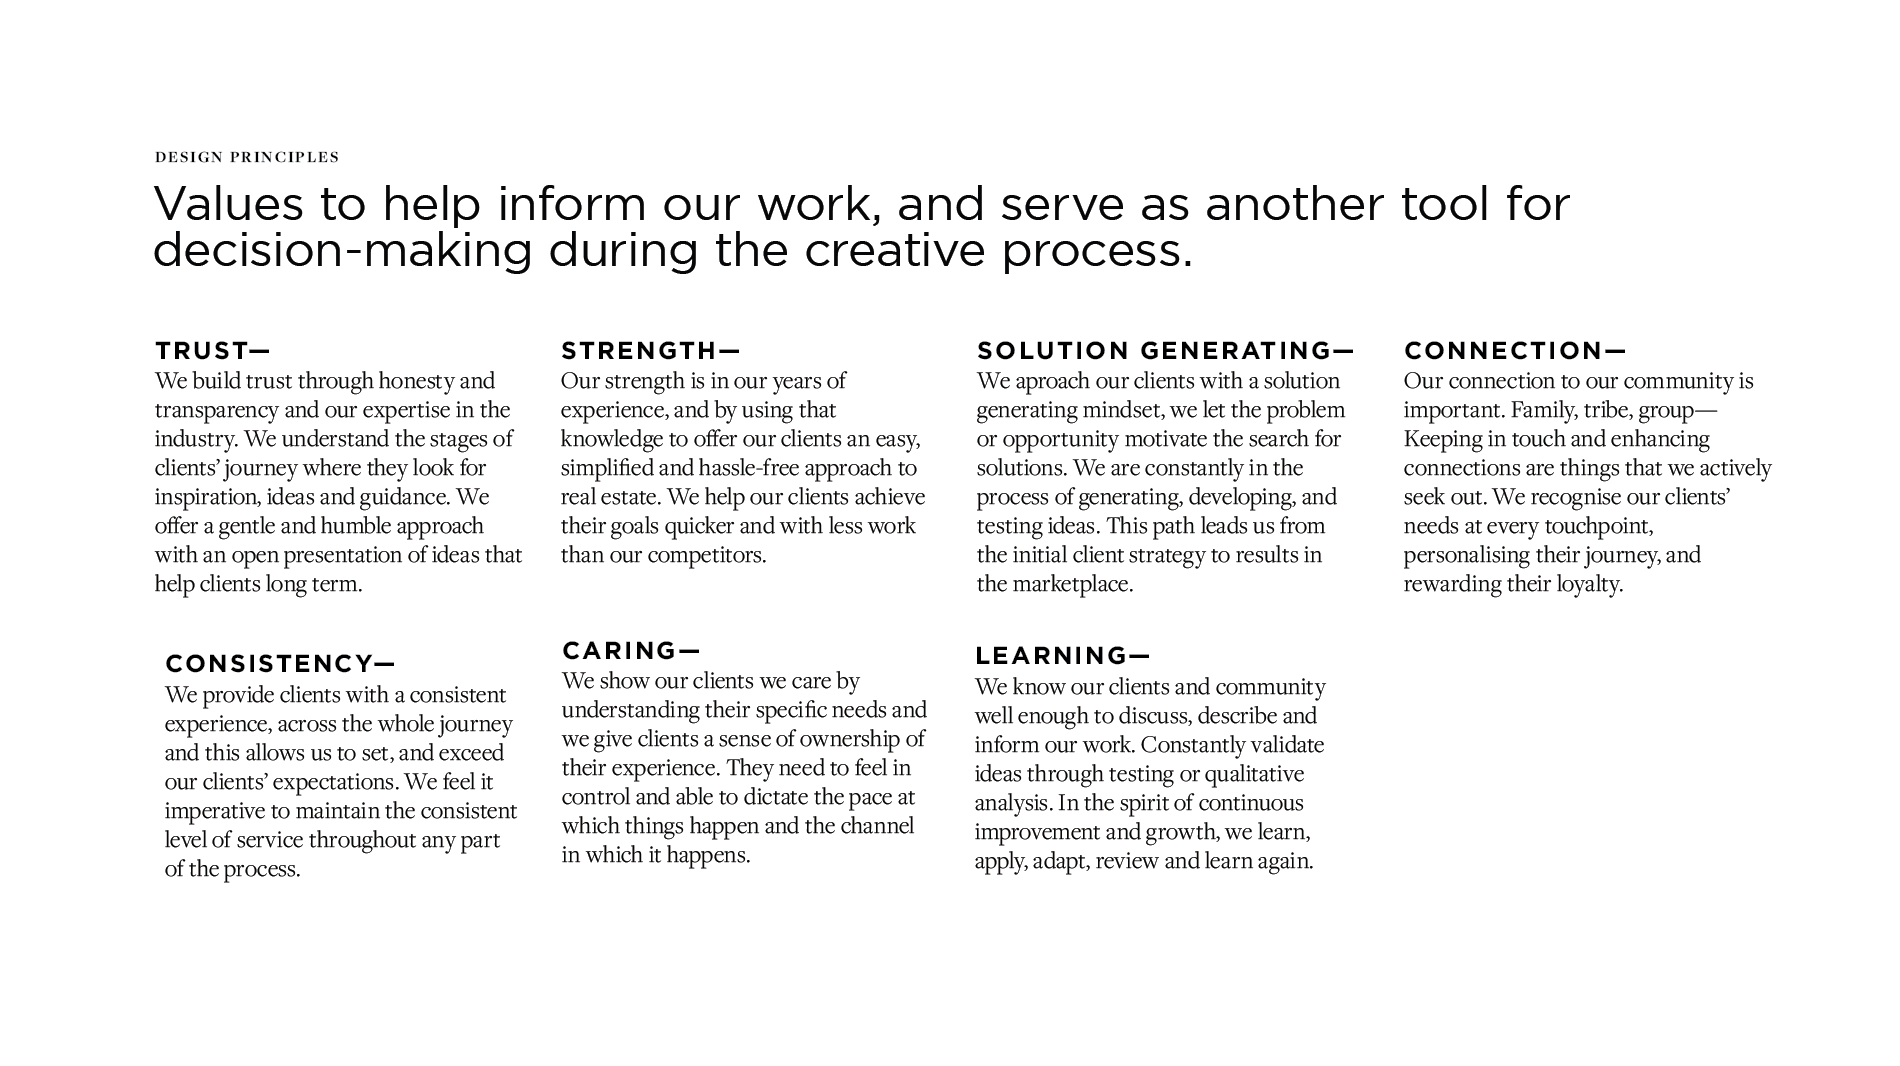 DESIGN PRINCIPLES
Values to help inform our work, and serve as another tool for
decision-making during the creative process.
TRUST—
We build trust through honesty and
transparency and our expertise in the
industry. We understand the stages of
clients’ journey where they look for
inspiration, ideas and guidance. We
offer a gentle and humble approach
with an open presentation of ideas that
help clients long term.
STRENGTH—
Our strength is in our years of
experience, and by using that
knowledge to offer our clients an easy,
simplified and hassle-free approach to
real estate. We help our clients achieve
their goals quicker and with less work
than our competitors.
SOLUTION GENERATING—
We aproach our clients with a solution
generating mindset, we let the problem
or opportunity motivate the search for
solutions. We are constantly in the
process of generating, developing, and
testing ideas. This path leads us from
the initial client strategy to results in
the marketplace.
CONNECTION—
Our connection to our community is
important. Family, tribe, group—
Keeping in touch and enhancing
connections are things that we actively
seek out. We recognise our clients’
needs at every touchpoint,
personalising their journey, and
rewarding their loyalty.
CONSISTENCY—
We provide clients with a consistent
experience, across the whole journey
and this allows us to set, and exceed
our clients’ expectations. We feel it
imperative to maintain the consistent
level of service throughout any part
of the process.
CARING—
We show our clients we care by
understanding their specific needs and
we give clients a sense of ownership of
their experience. They need to feel in
control and able to dictate the pace at
which things happen and the channel
in which it happens.
LEARNING—
We know our clients and community
well enough to discuss, describe and
inform our work. Constantly validate
ideas through testing or qualitative
analysis. In the spirit of continuous
improvement and growth, we learn,
apply, adapt, review and learn again.